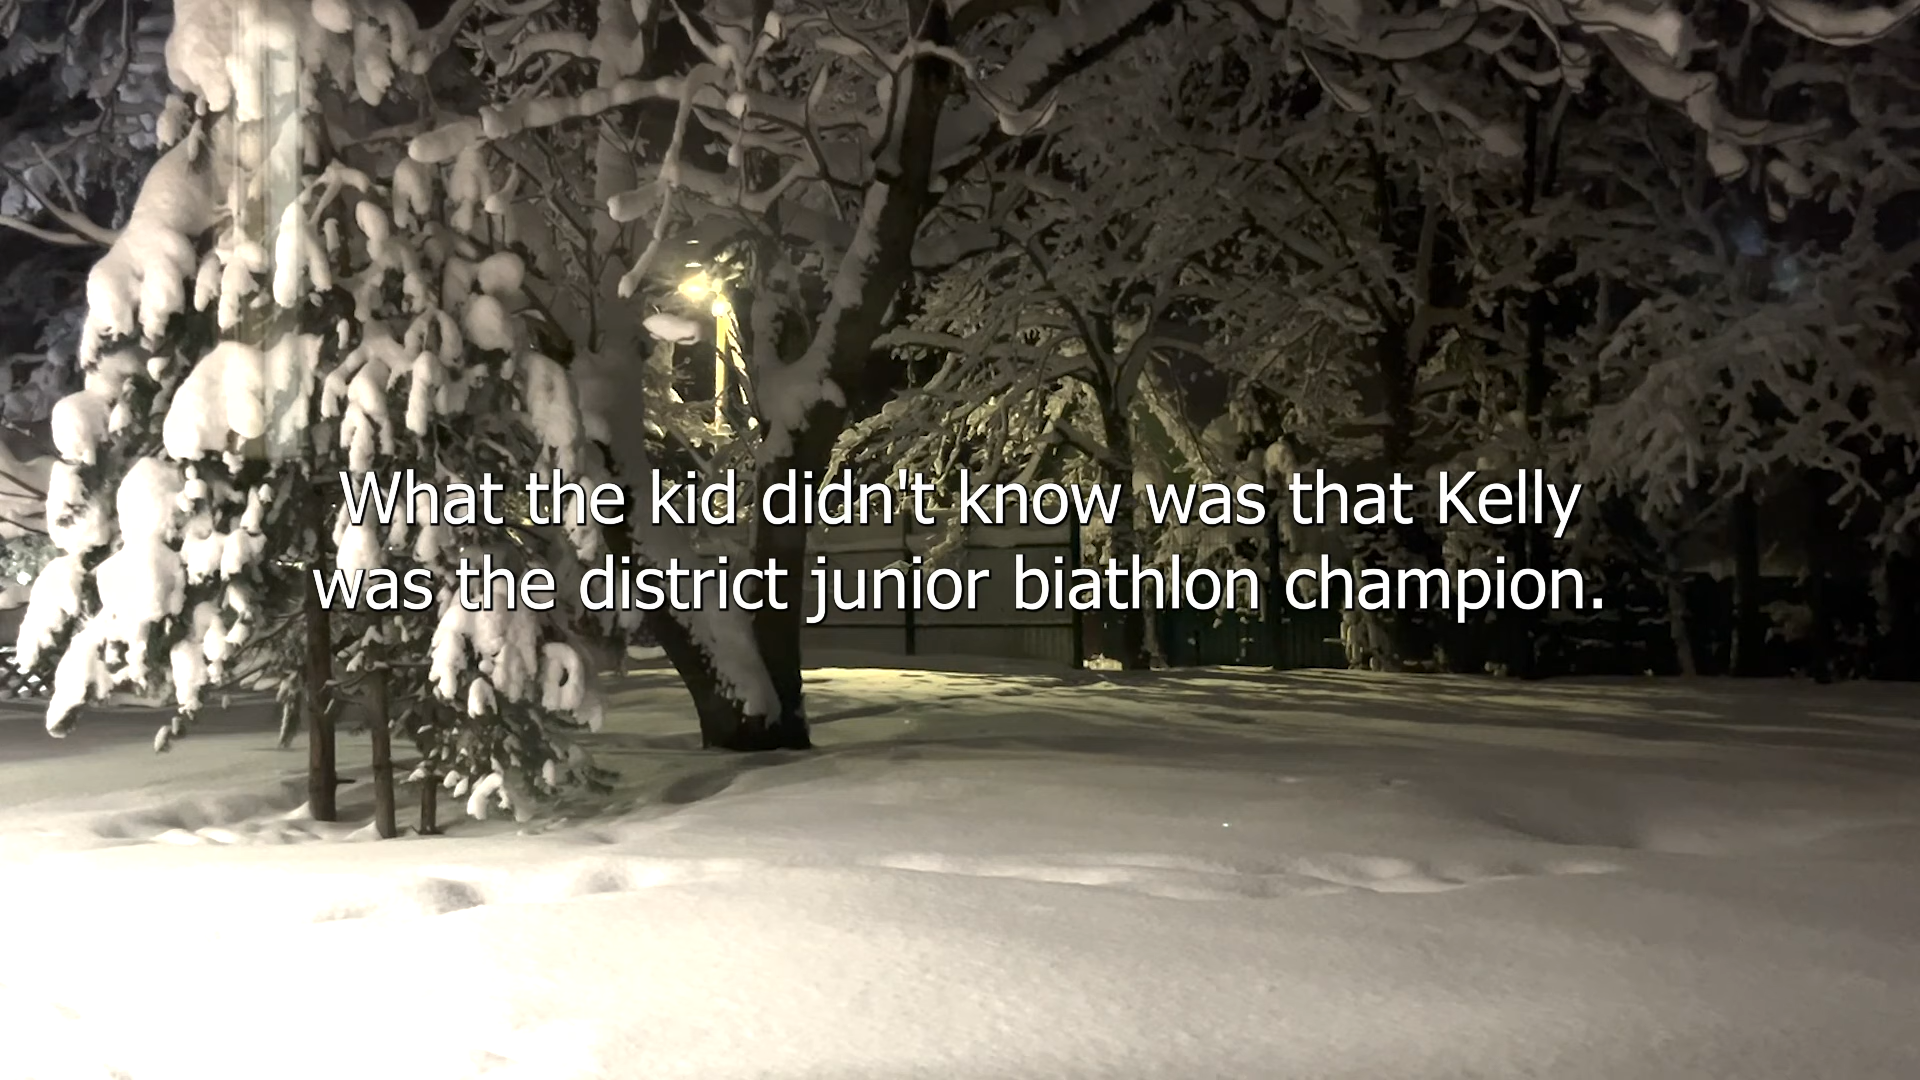 What the kid didn't know was that Kelly
was the district junior biathlon champion.